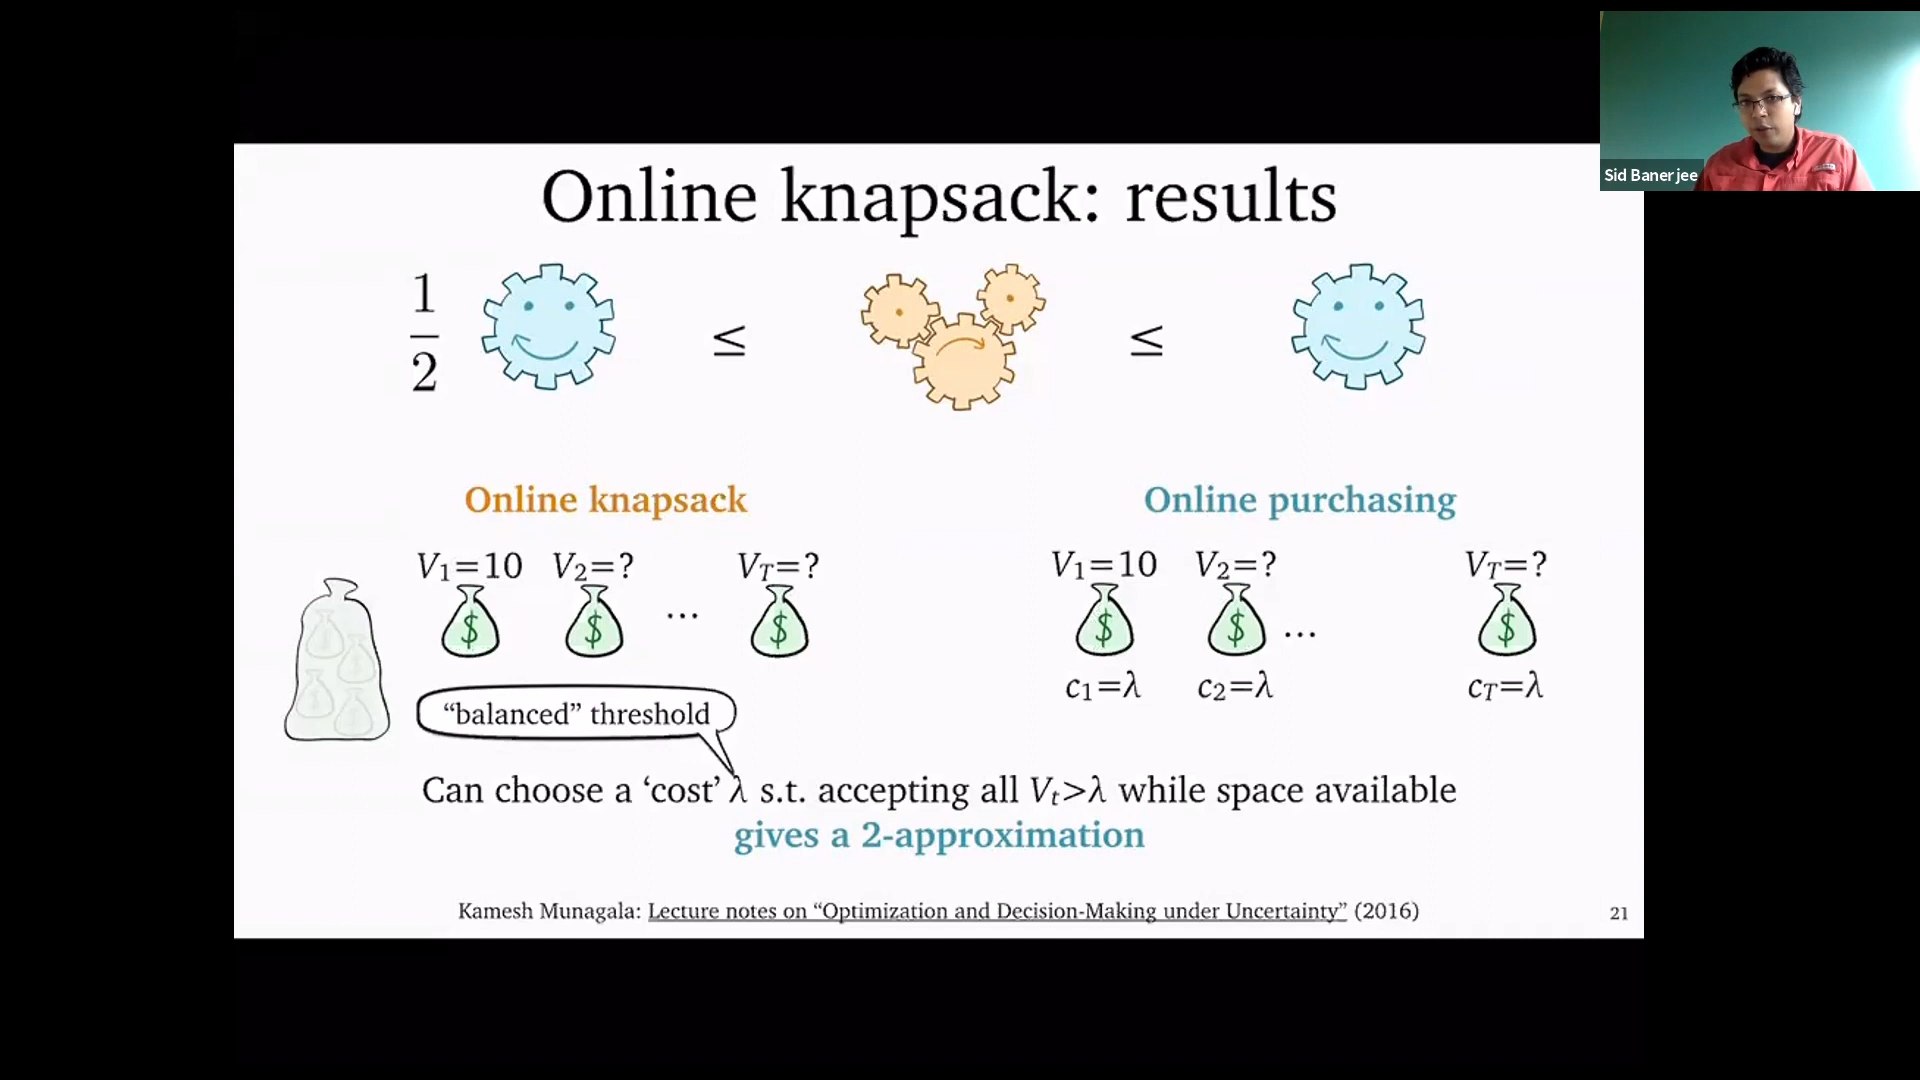 Sid Banerjee
Online knapsack: results
1/2 ≤ ≤
Online knapsack
Online purchasing
V₁=10 V₂=? V_T=?
$ $ ... $
V₁=10 V₂=? V_T=?
$ $ ... $
c₁=λ c₂=λ c_T=λ
“balanced” threshold
Can choose a ‘cost’ λ s.t. accepting all Vₜ>λ while space available
gives a 2-approximation
Kamesh Munagala: Lecture notes on “Optimization and Decision-Making under Uncertainty” (2016)
21